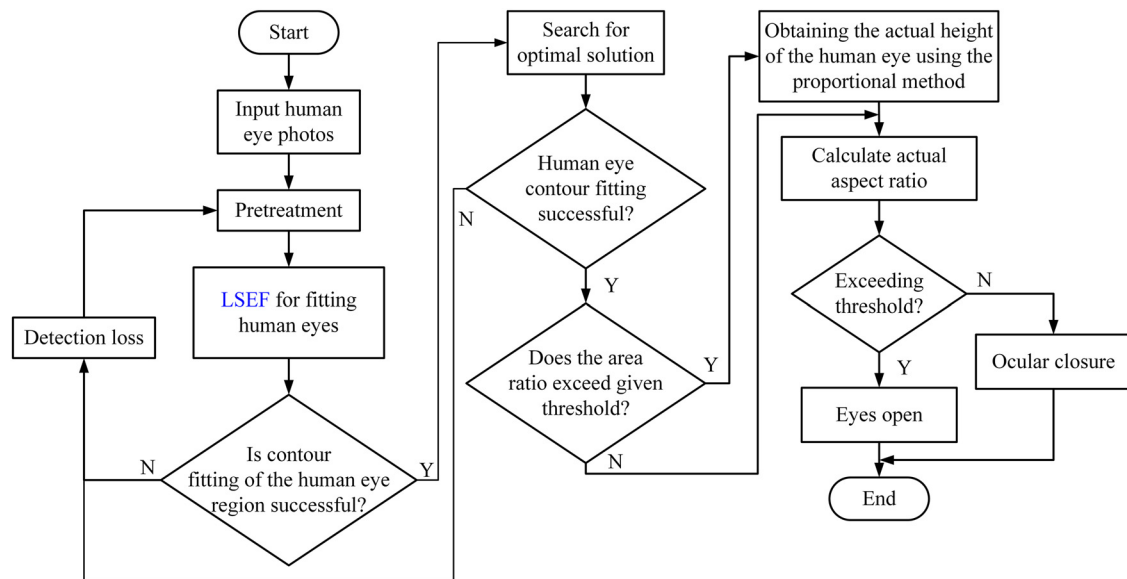 Start
Input human
eye photos
Pretreatment
LSEF for fitting
human eyes
Detection loss
Is contour
fitting of the human eye
region successful?
N
Y
Search for
optimal solution
Human eye
contour fitting
successful?
N
Y
Does the area
ratio exceed given
threshold?
Y
N
Obtaining the actual height
of the human eye using the
proportional method
Calculate actual
aspect ratio
Exceeding
threshold?
N
Y
Ocular closure
Eyes open
End